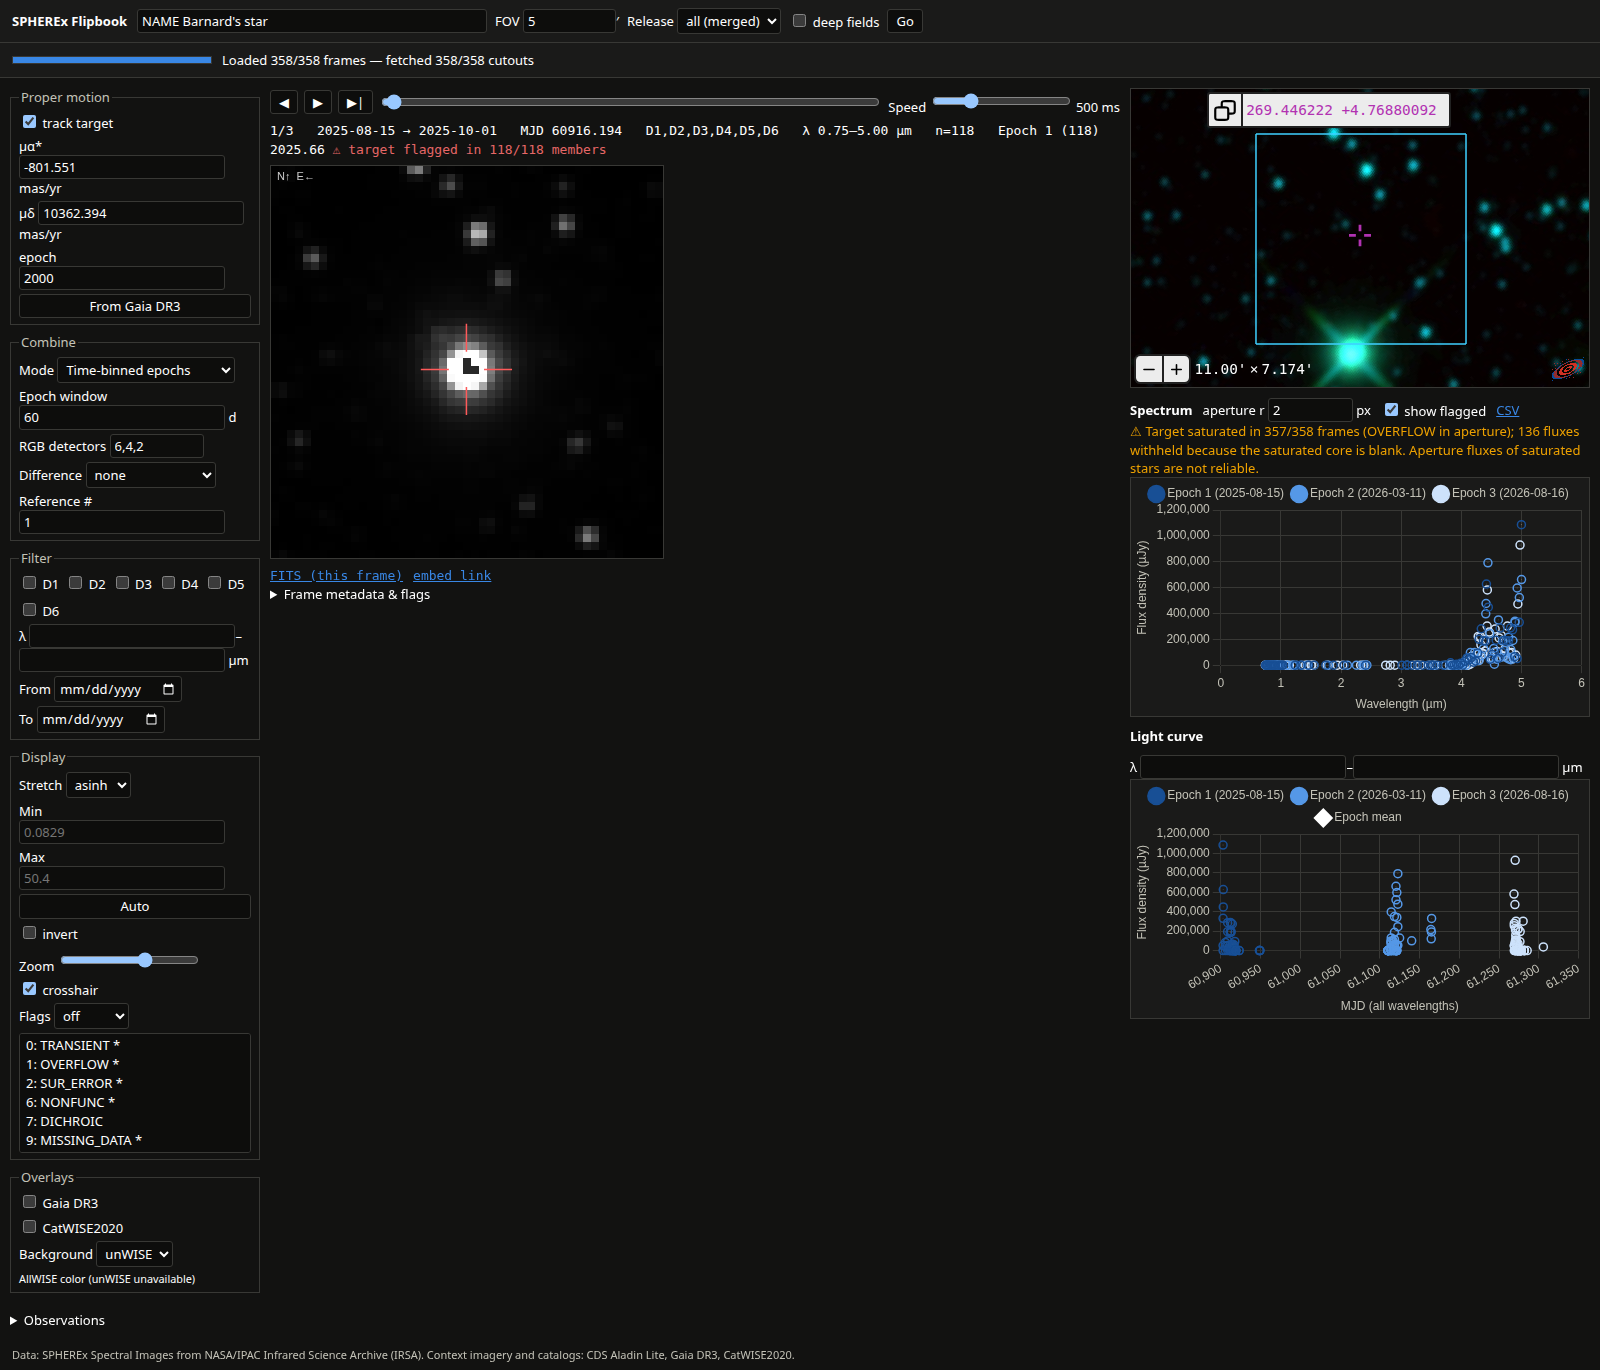 SPHEREx Flipbook NAME Barnard's star FOV 5 ′ Release all (merged) deep fields Go
Loaded 358/358 frames — fetched 358/358 cutouts
Proper motion
track target
μα*
-801.551
mas/yr
μδ 10362.394
mas/yr
epoch
2000
From Gaia DR3
Combine
Mode Time-binned epochs
Epoch window
60 d
RGB detectors 6,4,2
Difference none
Reference #
1
Filter
D1 D2 D3 D4 D5
D6
λ –
μm
From mm/dd/yyyy
To mm/dd/yyyy
Display
Stretch asinh
Min
0.0829
Max
50.4
Auto
invert
Zoom
crosshair
Flags off
0: TRANSIENT *
1: OVERFLOW *
2: SUR_ERROR *
6: NONFUNC *
7: DICHROIC
9: MISSING_DATA *
Overlays
Gaia DR3
CatWISE2020
Background unWISE
AllWISE color (unWISE unavailable)
▶ Observations
◀ ▶ ▶| Speed 500 ms
1/3 2025-08-15 → 2025-10-01 MJD 60916.194 D1,D2,D3,D4,D5,D6 λ 0.75–5.00 μm n=118 Epoch 1 (118)
2025.66 ⚠ target flagged in 118/118 members
N↑ E←
FITS (this frame) embed link
▶ Frame metadata & flags
269.446222 +4.76880092
− + 11.00' × 7.174'
Spectrum aperture r 2 px show flagged CSV
⚠ Target saturated in 357/358 frames (OVERFLOW in aperture); 136 fluxes
withheld because the saturated core is blank. Aperture fluxes of saturated
stars are not reliable.
Epoch 1 (2025-08-15) Epoch 2 (2026-03-11) Epoch 3 (2026-08-16)
1,200,000
1,000,000
800,000
600,000
400,000
200,000
0
Flux density (μJy)
0 1 2 3 4 5 6
Wavelength (μm)
Light curve
λ – μm
Epoch 1 (2025-08-15) Epoch 2 (2026-03-11) Epoch 3 (2026-08-16)
Epoch mean
1,200,000
1,000,000
800,000
600,000
400,000
200,000
0
Flux density (μJy)
60,900 60,950 61,000 61,050 61,100 61,150 61,200 61,250 61,300 61,350
MJD (all wavelengths)
Data: SPHEREx Spectral Images from NASA/IPAC Infrared Science Archive (IRSA). Context imagery and catalogs: CDS Aladin Lite, Gaia DR3, CatWISE2020.